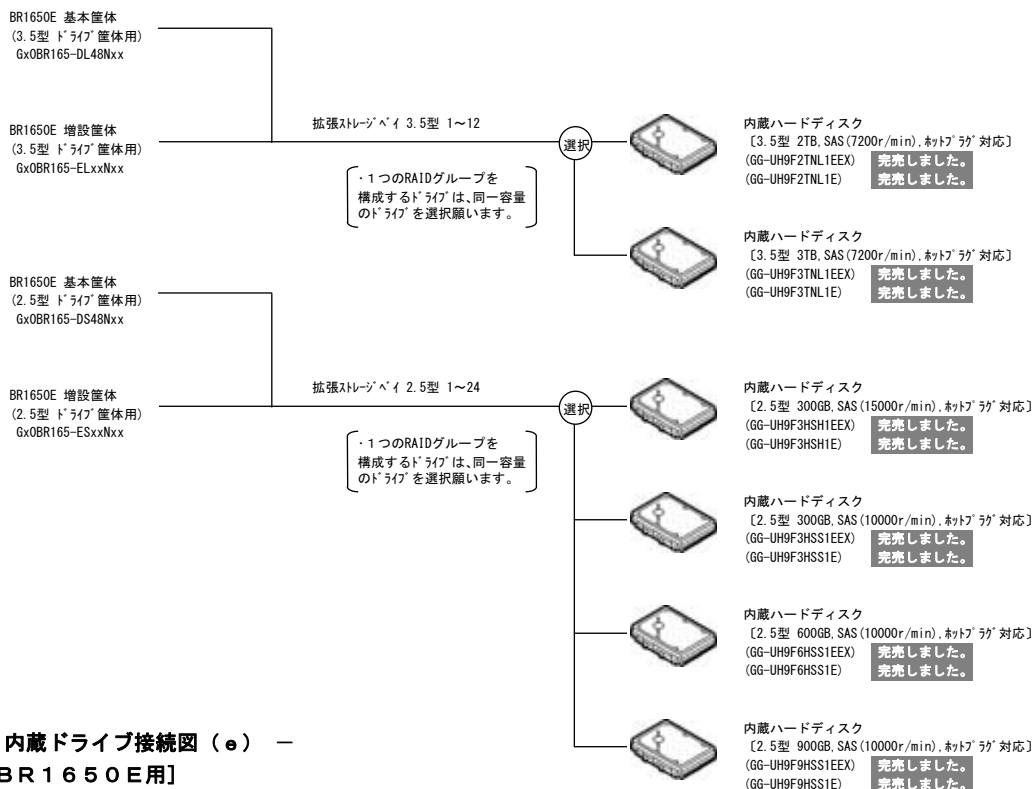 BR1650E 基本筐体
(3.5型 ﾄﾞﾗｲﾌﾞ筐体用)
GxOBR165-DL48Nxx
BR1650E 増設筐体
(3.5型 ﾄﾞﾗｲﾌﾞ筐体用)
GxOBR165-ELxxNxx
拡張ｽﾄﾚｰｼﾞﾍﾞｲ 3.5型 1～12
・１つのRAIDグループを
構成するﾄﾞﾗｲﾌﾞは、同一容量
のﾄﾞﾗｲﾌﾞを選択願います。
選択
内蔵ハードディスク
〔3.5型 2TB,SAS(7200r/min),ﾎｯﾄﾌﾟﾗｸﾞ対応〕
(GG-UH9F2TNL1EEX) 完売しました。
(GG-UH9F2TNL1E) 完売しました。
内蔵ハードディスク
〔3.5型 3TB,SAS(7200r/min),ﾎｯﾄﾌﾟﾗｸﾞ対応〕
(GG-UH9F3TNL1EEX) 完売しました。
(GG-UH9F3TNL1E) 完売しました。
BR1650E 基本筐体
(2.5型 ﾄﾞﾗｲﾌﾞ筐体用)
GxOBR165-DS48Nxx
BR1650E 増設筐体
(2.5型 ﾄﾞﾗｲﾌﾞ筐体用)
GxOBR165-ESxxNxx
拡張ｽﾄﾚｰｼﾞﾍﾞｲ 2.5型 1～24
・１つのRAIDグループを
構成するﾄﾞﾗｲﾌﾞは、同一容量
のﾄﾞﾗｲﾌﾞを選択願います。
選択
内蔵ハードディスク
〔2.5型 300GB,SAS(15000r/min),ﾎｯﾄﾌﾟﾗｸﾞ対応〕
(GG-UH9F3HSH1EEX) 完売しました。
(GG-UH9F3HSH1E) 完売しました。
内蔵ハードディスク
〔2.5型 300GB,SAS(10000r/min),ﾎｯﾄﾌﾟﾗｸﾞ対応〕
(GG-UH9F3HSS1EEX) 完売しました。
(GG-UH9F3HSS1E) 完売しました。
内蔵ハードディスク
〔2.5型 600GB,SAS(10000r/min),ﾎｯﾄﾌﾟﾗｸﾞ対応〕
(GG-UH9F6HSS1EEX) 完売しました。
(GG-UH9F6HSS1E) 完売しました。
内蔵ハードディスク
〔2.5型 900GB,SAS(10000r/min),ﾎｯﾄﾌﾟﾗｸﾞ対応〕
(GG-UH9F9HSS1EEX) 完売しました。
(GG-UH9F9HSS1E) 完売しました。
内蔵ドライブ接続図（ｅ） －
ＢＲ１６５０Ｅ用］